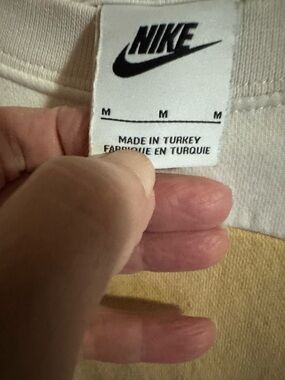 NIKE
M M M
MADE IN TURKEY
FABRIQUE EN TURQUIE